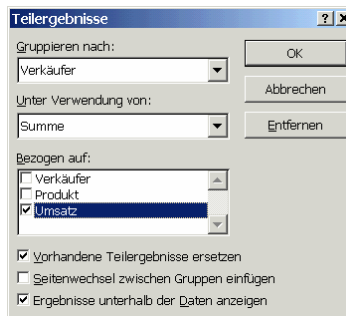 Teilergebnisse
Gruppieren nach:
Verkäufer
OK
Abbrechen
Unter Verwendung von:
Summe
Entfernen
Bezogen auf:
Verkäufer
Produkt
Umsatz
Vorhandene Teilergebnisse ersetzen
Seitenwechsel zwischen Gruppen einfügen
Ergebnisse unterhalb der Daten anzeigen